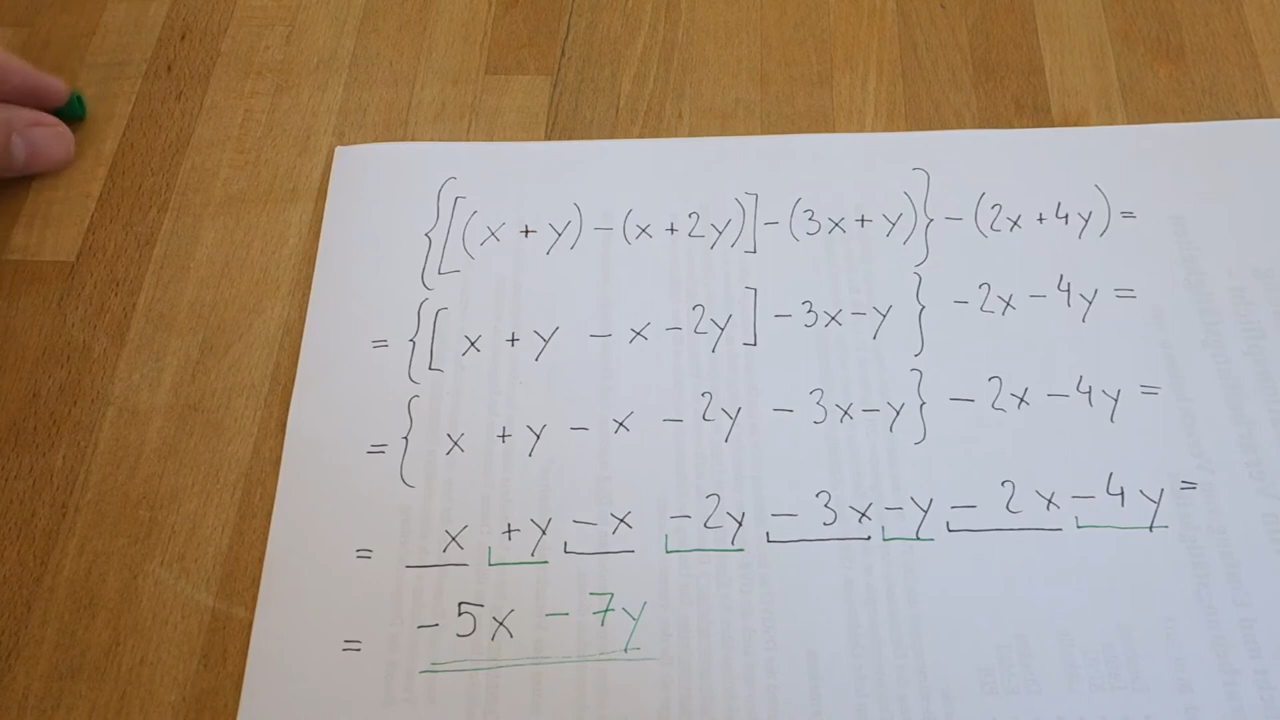 {[(x + y) - (x + 2y)] - (3x + y)} - (2x + 4y) =
= {[ x + y - x - 2y ] - 3x - y } - 2x - 4y =
= { x + y - x - 2y - 3x - y} - 2x - 4y =
= x + y - x - 2y - 3x - y - 2x - 4y =
= - 5x - 7y